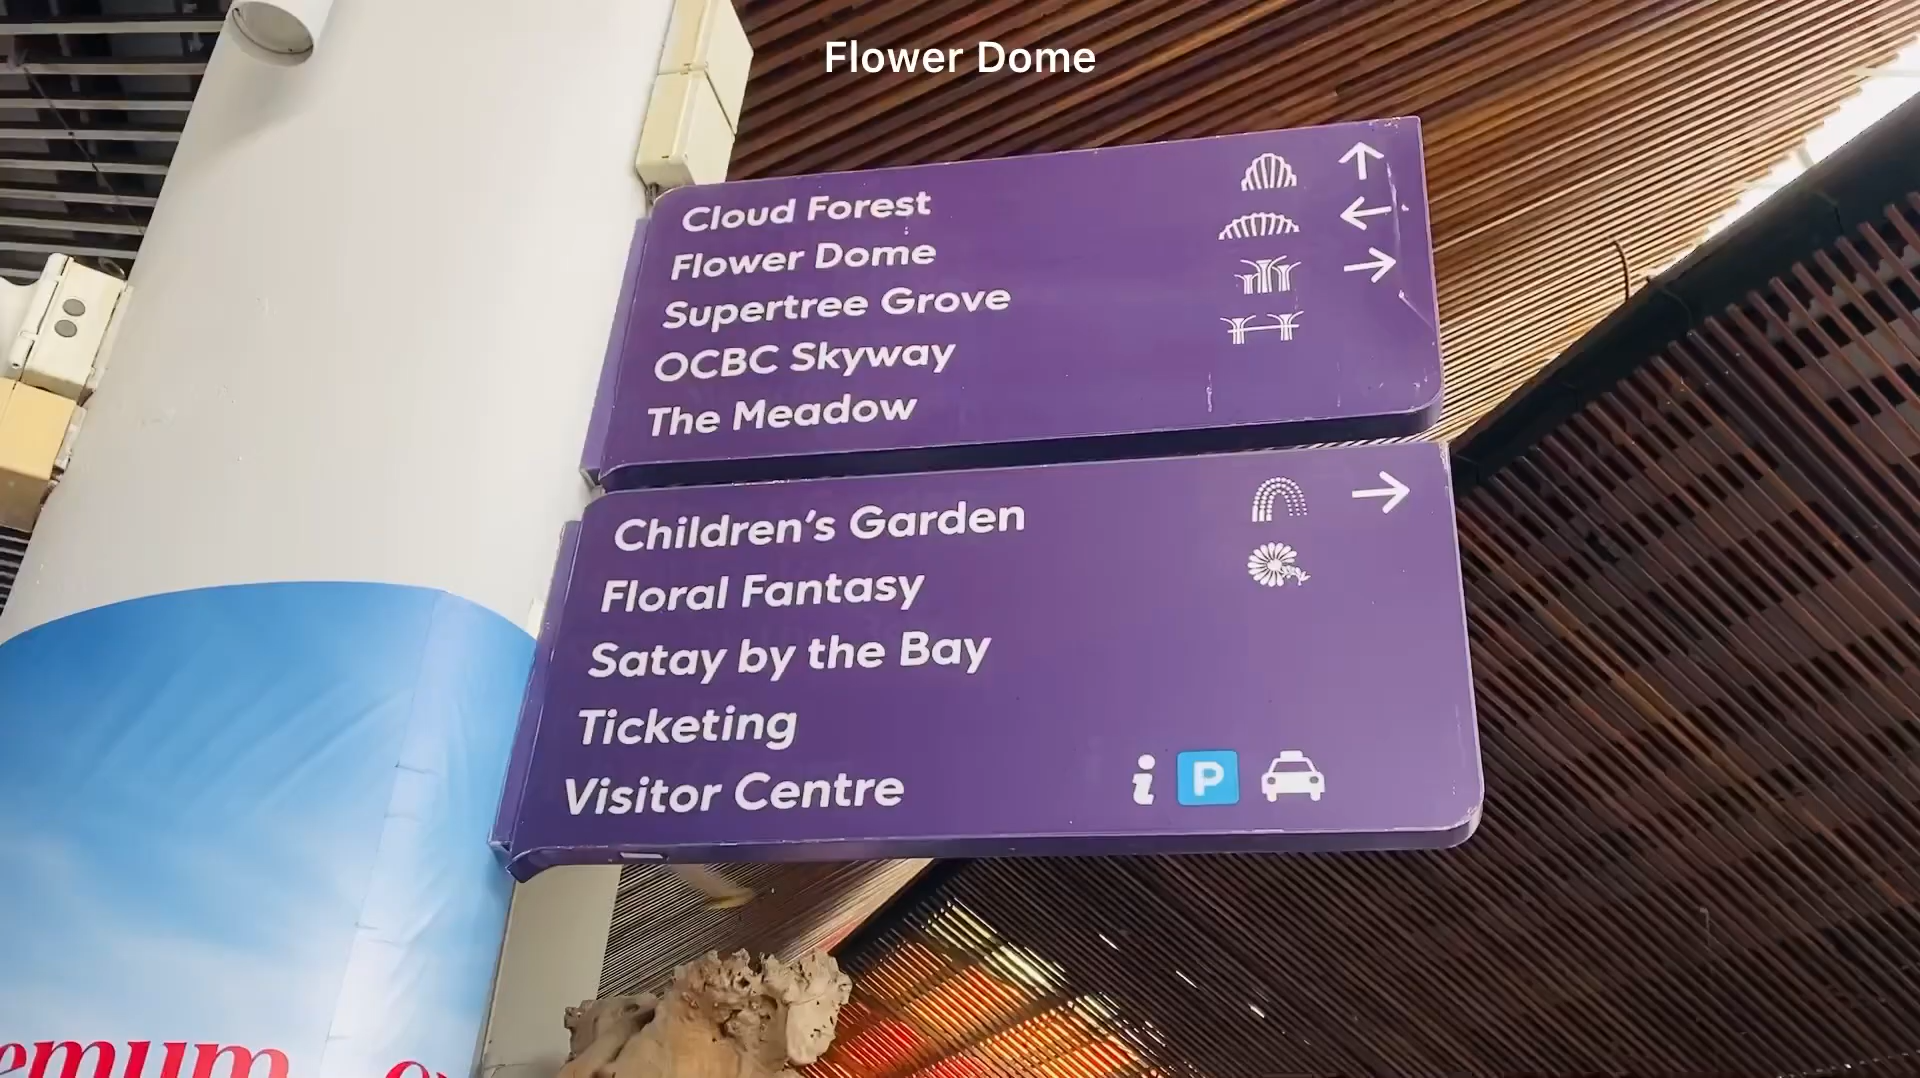 Flower Dome
Cloud Forest
Flower Dome
Supertree Grove
OCBC Skyway
The Meadow
Children's Garden
Floral Fantasy
Satay by the Bay
Ticketing
Visitor Centre
i P